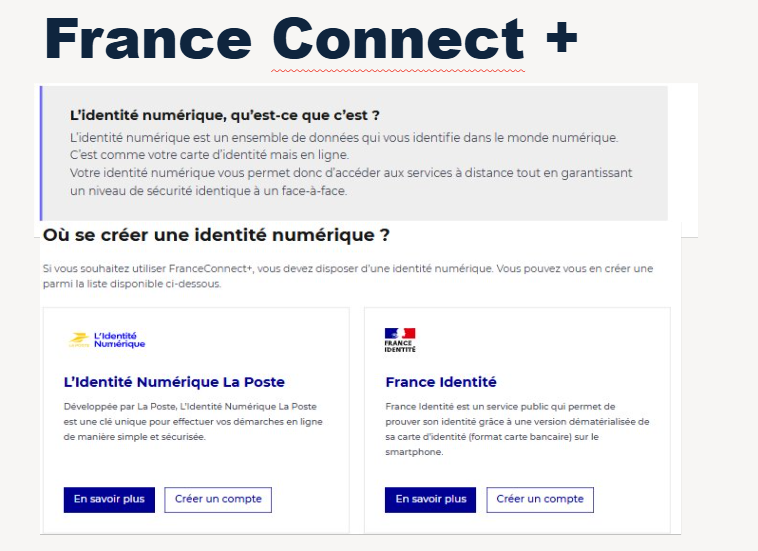 France Connect +
L'identité numérique, qu'est-ce que c'est ?
L'identité numérique est un ensemble de données qui vous identifie dans le monde numérique.
C'est comme votre carte d'identité mais en ligne.
Votre identité numérique vous permet donc d'accéder aux services à distance tout en garantissant
un niveau de sécurité identique à un face-à-face.
Où se créer une identité numérique ?
Si vous souhaitez utiliser FranceConnect+, vous devez disposer d'une identité numérique. Vous pouvez vous en créer une
parmi la liste disponible ci-dessous.
LA POSTE
L'Identité
Numérique
L'Identité Numérique La Poste
Développée par La Poste, L'Identité Numérique La Poste
est une clé unique pour effectuer vos démarches en ligne
de manière simple et sécurisée.
En savoir plus
Créer un compte
FRANCE
IDENTITÉ
France Identité
France Identité est un service public qui permet de
prouver son identité grâce à une version dématérialisée de
sa carte d'identité (format carte bancaire) sur le
smartphone.
En savoir plus
Créer un compte